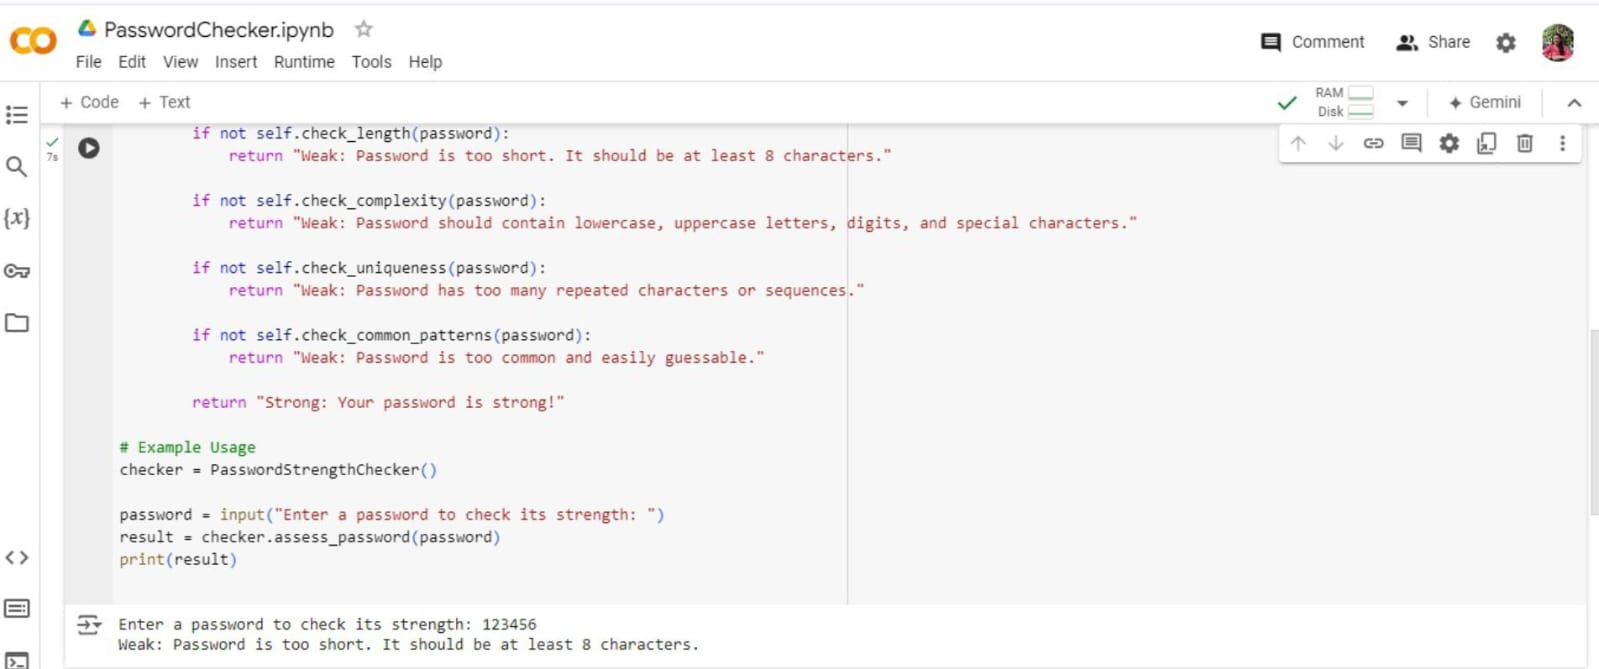 PasswordChecker.ipynb
Comment Share
File Edit View Insert Runtime Tools Help
+ Code + Text
RAM
Disk
Gemini
7s
if not self.check_length(password):
return "Weak: Password is too short. It should be at least 8 characters."
if not self.check_complexity(password):
return "Weak: Password should contain lowercase, uppercase letters, digits, and special characters."
if not self.check_uniqueness(password):
return "Weak: Password has too many repeated characters or sequences."
if not self.check_common_patterns(password):
return "Weak: Password is too common and easily guessable."
return "Strong: Your password is strong!"
# Example Usage
checker = PasswordStrengthChecker()
password = input("Enter a password to check its strength: ")
result = checker.assess_password(password)
print(result)
Enter a password to check its strength: 123456
Weak: Password is too short. It should be at least 8 characters.